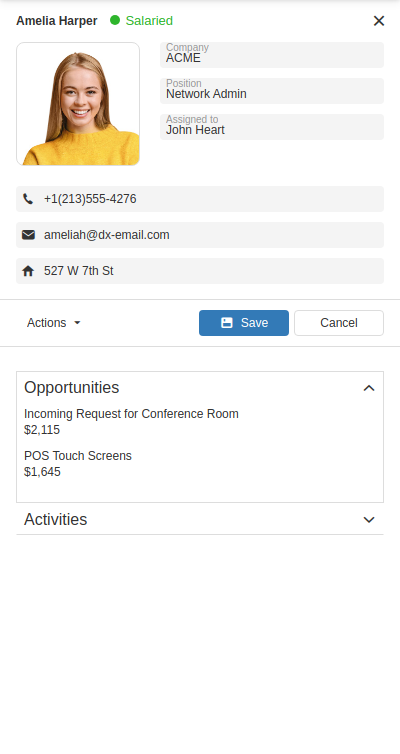 Amelia Harper
Salaried
Company
ACME
Position
Network Admin
Assigned to
John Heart
+1(213)555-4276
ameliah@dx-email.com
527 W 7th St
Actions
Save
Cancel
Opportunities
Incoming Request for Conference Room
$2,115
POS Touch Screens
$1,645
Activities